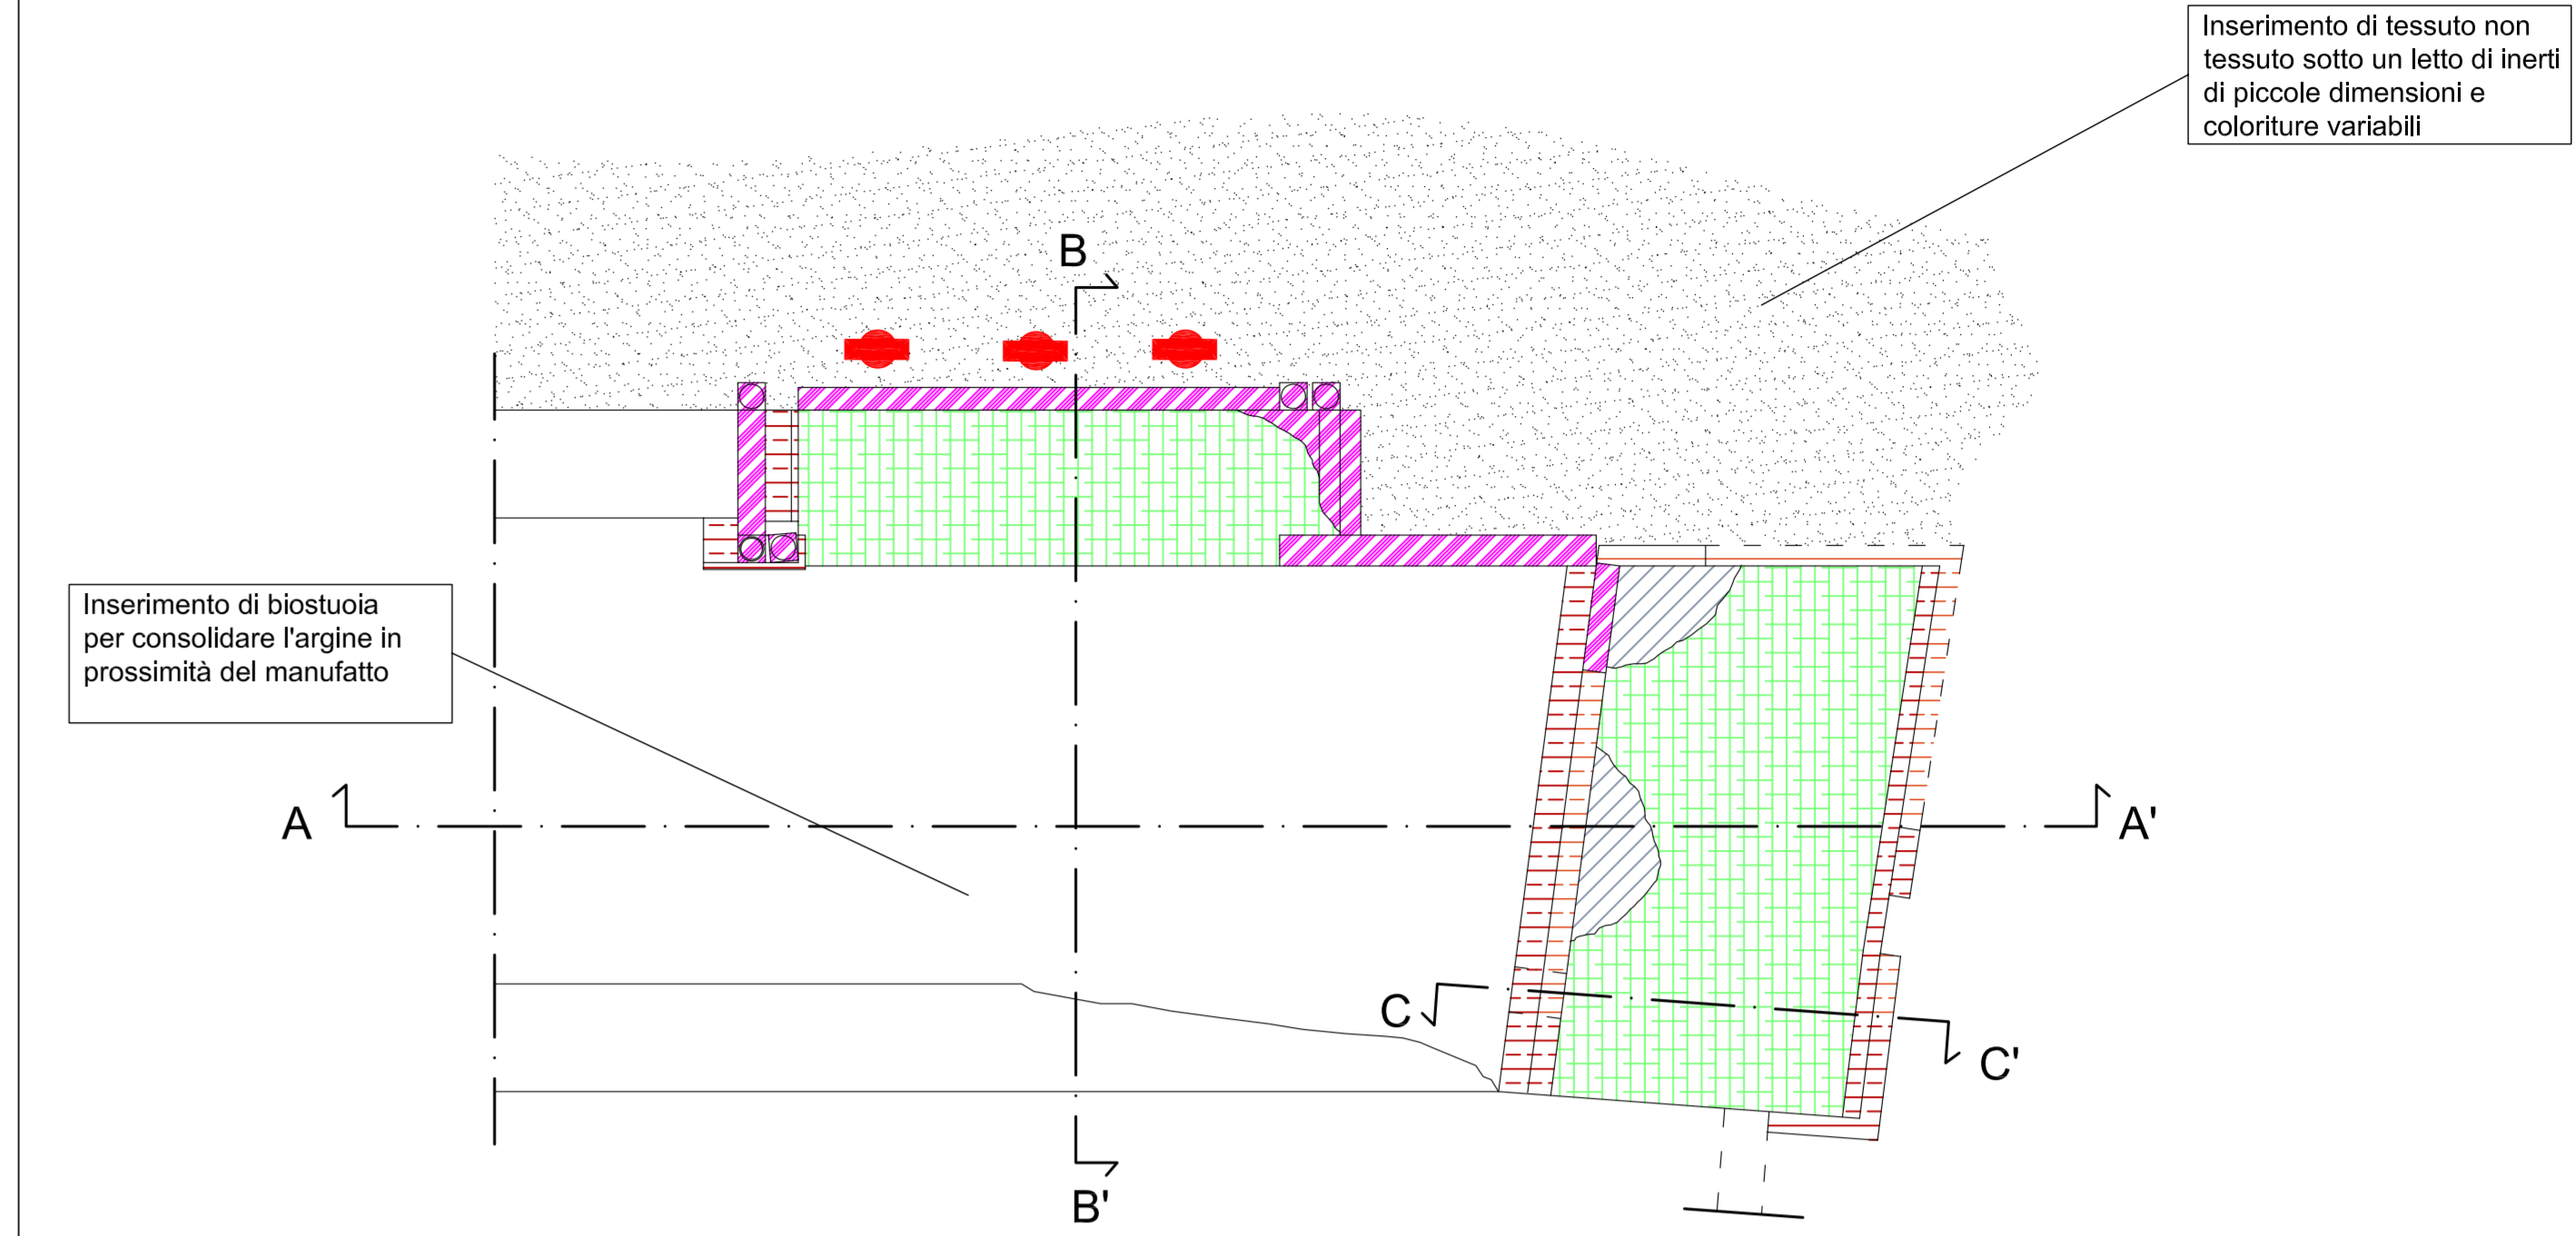 Inserimento di tessuto non
tessuto sotto un letto di inerti
di piccole dimensioni e
coloriture variabili
B
Inserimento di biostuoia
per consolidare l'argine in
prossimità del manufatto
A
A'
C
C'
B'